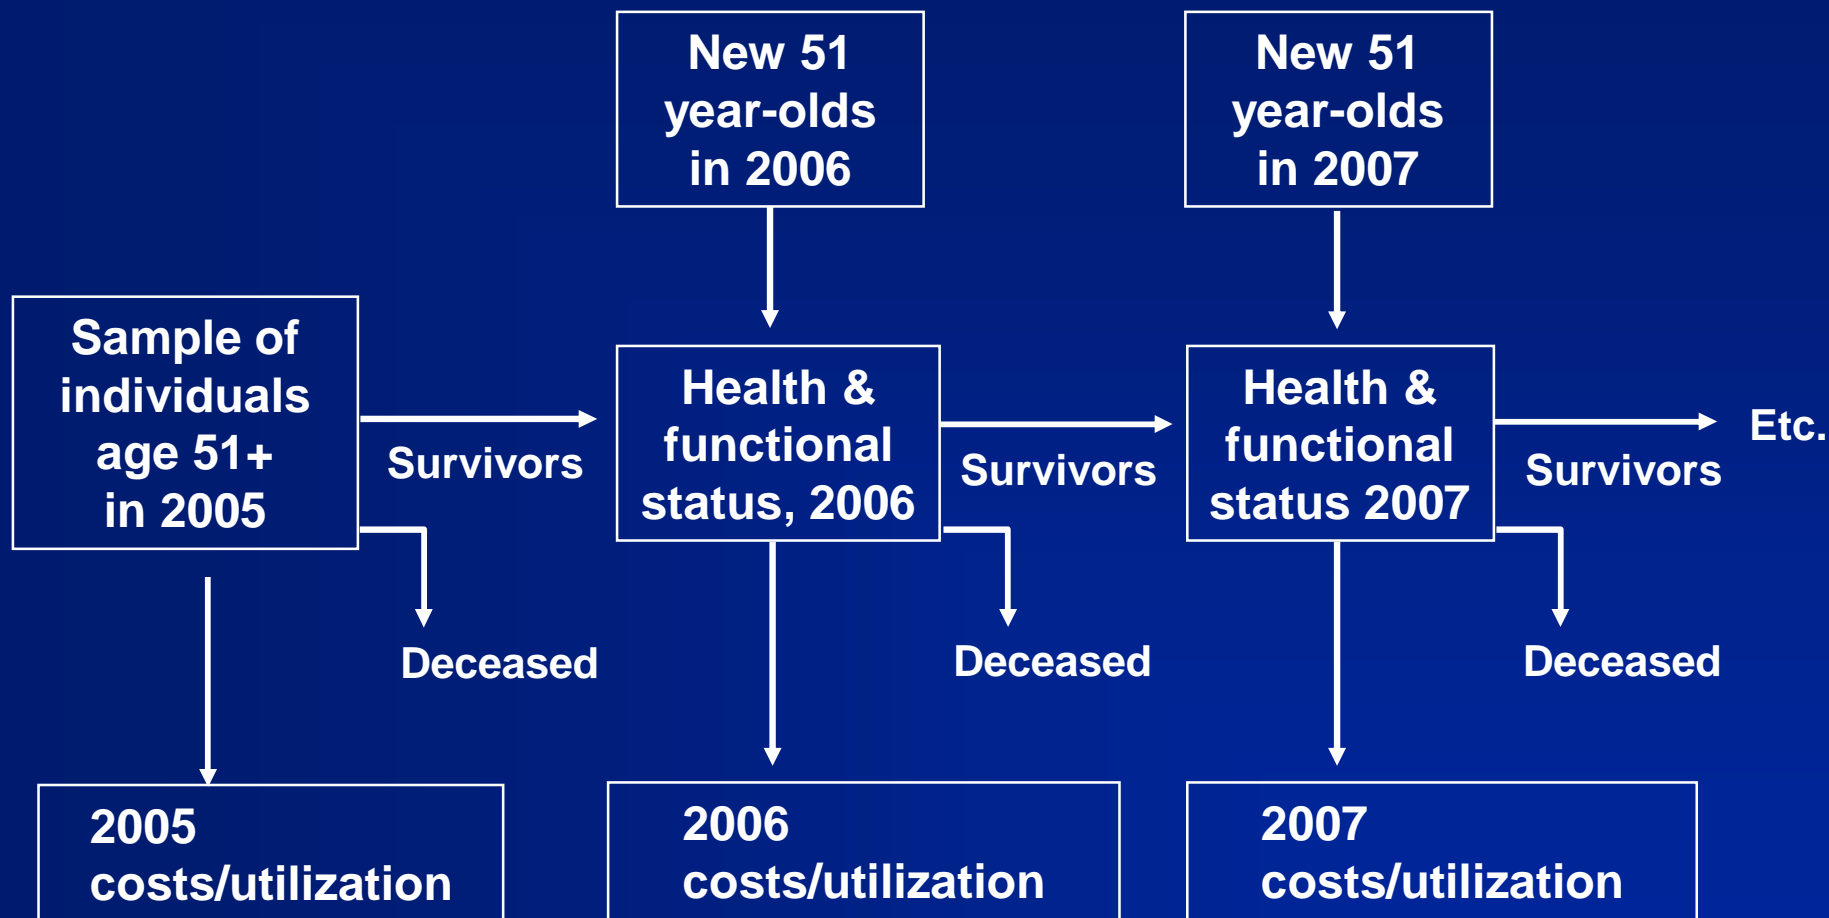 New 51
year-olds
in 2006
New 51
year-olds
in 2007
Sample of
individuals
age 51+
in 2005
Survivors
Health &
functional
status, 2006
Survivors
Health &
functional
status 2007
Survivors
Etc.
Deceased
Deceased
Deceased
2005
costs/utilization
2006
costs/utilization
2007
costs/utilization